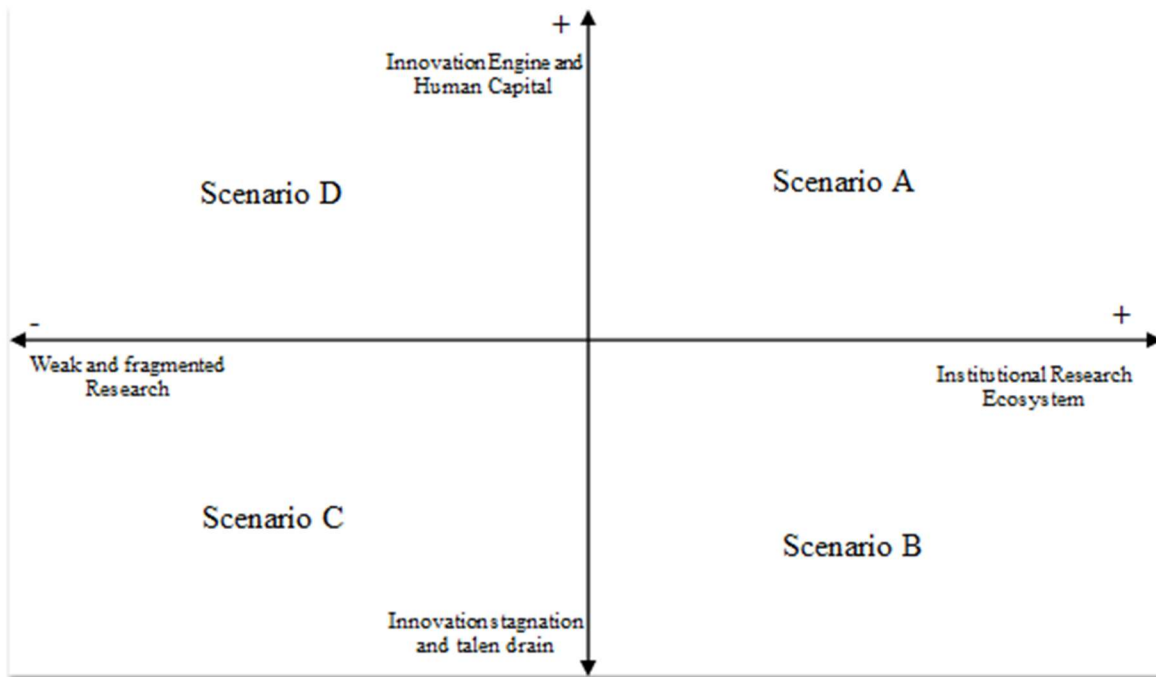 +
Innovation Engine and
Human Capital
Scenario D
Scenario A
-
+
Weak and fragmented
Research
Institutional Research
Ecosystem
Scenario C
Scenario B
Innovation stagnation
and talen drain